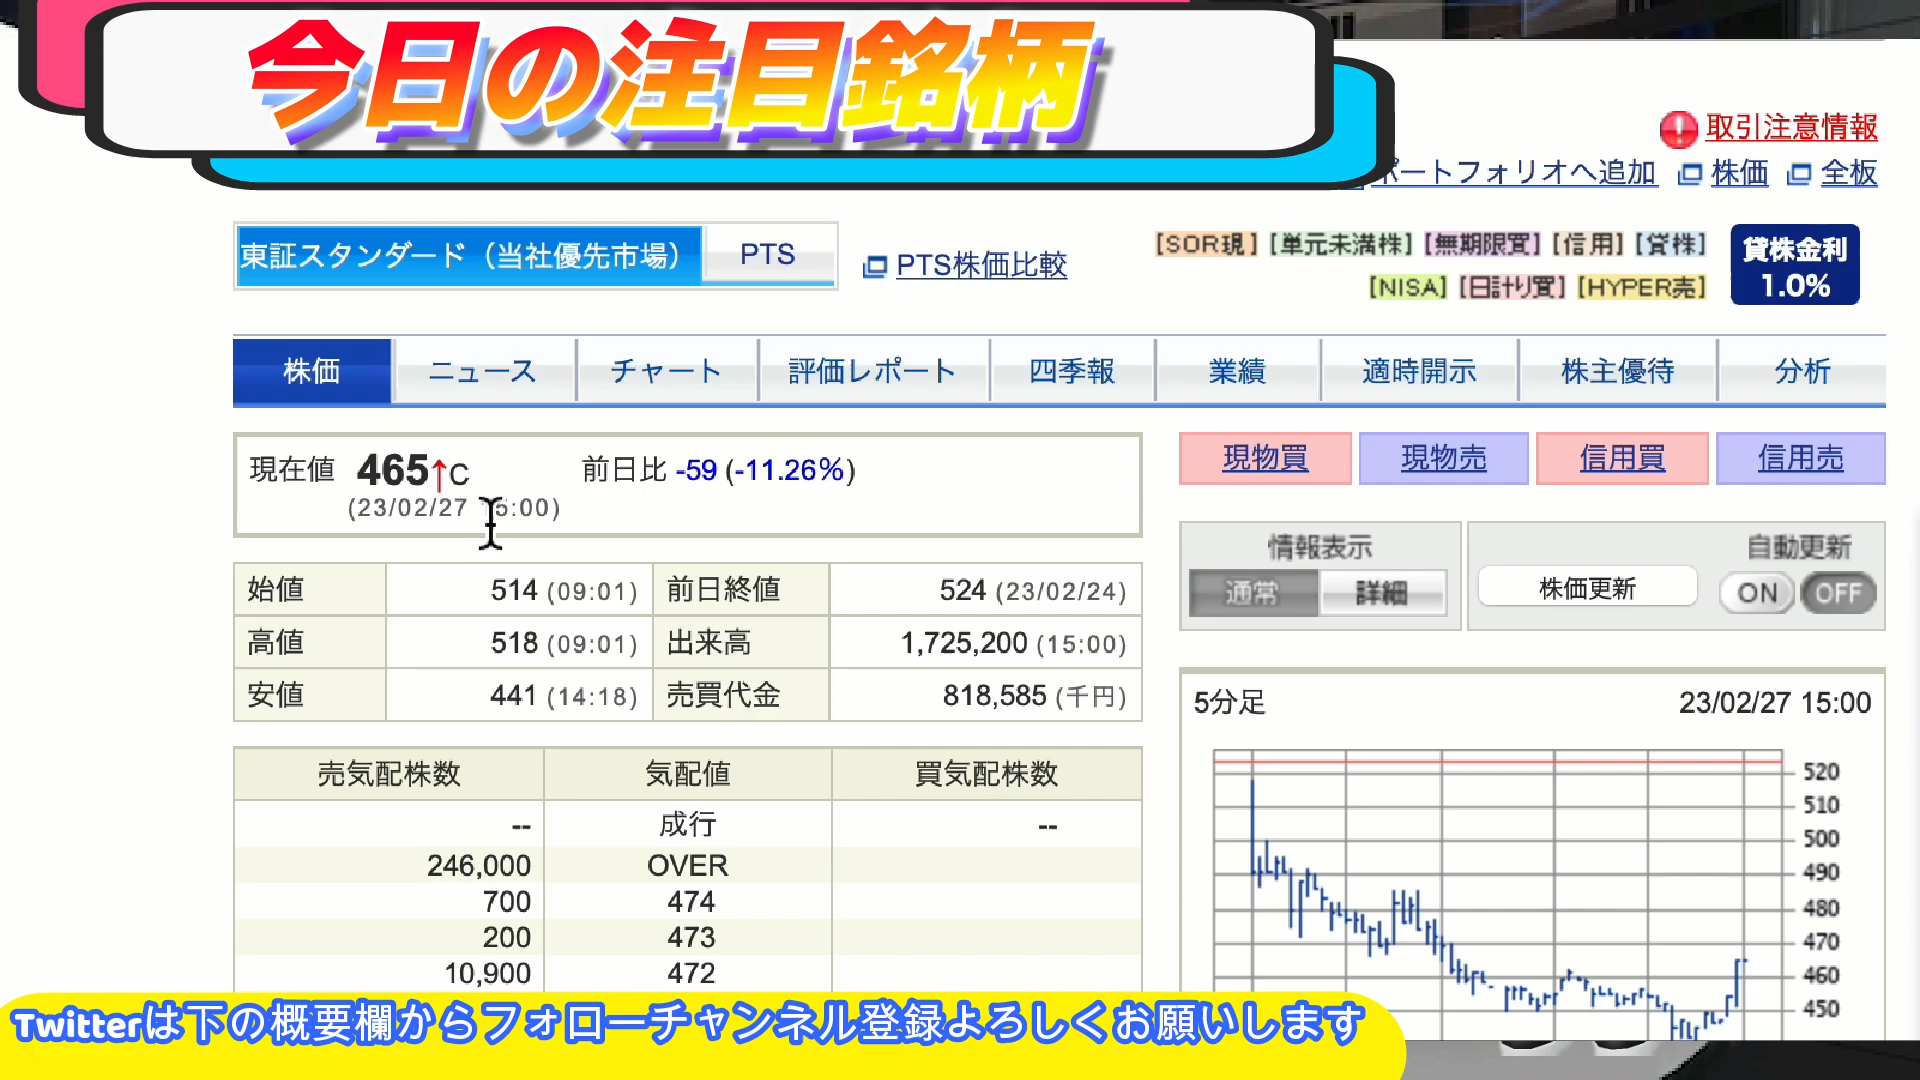 今日の注目銘柄
取引注意情報
ポートフォリオへ追加 株価 全板
東証スタンダード（当社優先市場） PTS PTS株価比較
[SOR現] [単元未満株] [無期限買] [信用] [貸株]
[NISA] [日計り買] [HYPER売]
貸株金利
1.0%
株価 ニュース チャート 評価レポート 四季報 業績 適時開示 株主優待 分析
現在値 465↑C 前日比 -59 (-11.26%)
(23/02/27 15:00)
現物買 現物売 信用買 信用売
情報表示
通常 詳細
自動更新
株価更新 ON OFF
始値 514 (09:01) 前日終値 524 (23/02/24)
高値 518 (09:01) 出来高 1,725,200 (15:00)
安値 441 (14:18) 売買代金 818,585 (千円)
売気配株数 気配値 買気配株数
-- 成行 --
246,000 OVER
700 474
200 473
10,900 472
5分足 23/02/27 15:00
520
510
500
490
480
470
460
450
Twitterは下の概要欄からフォローチャンネル登録よろしくお願いします